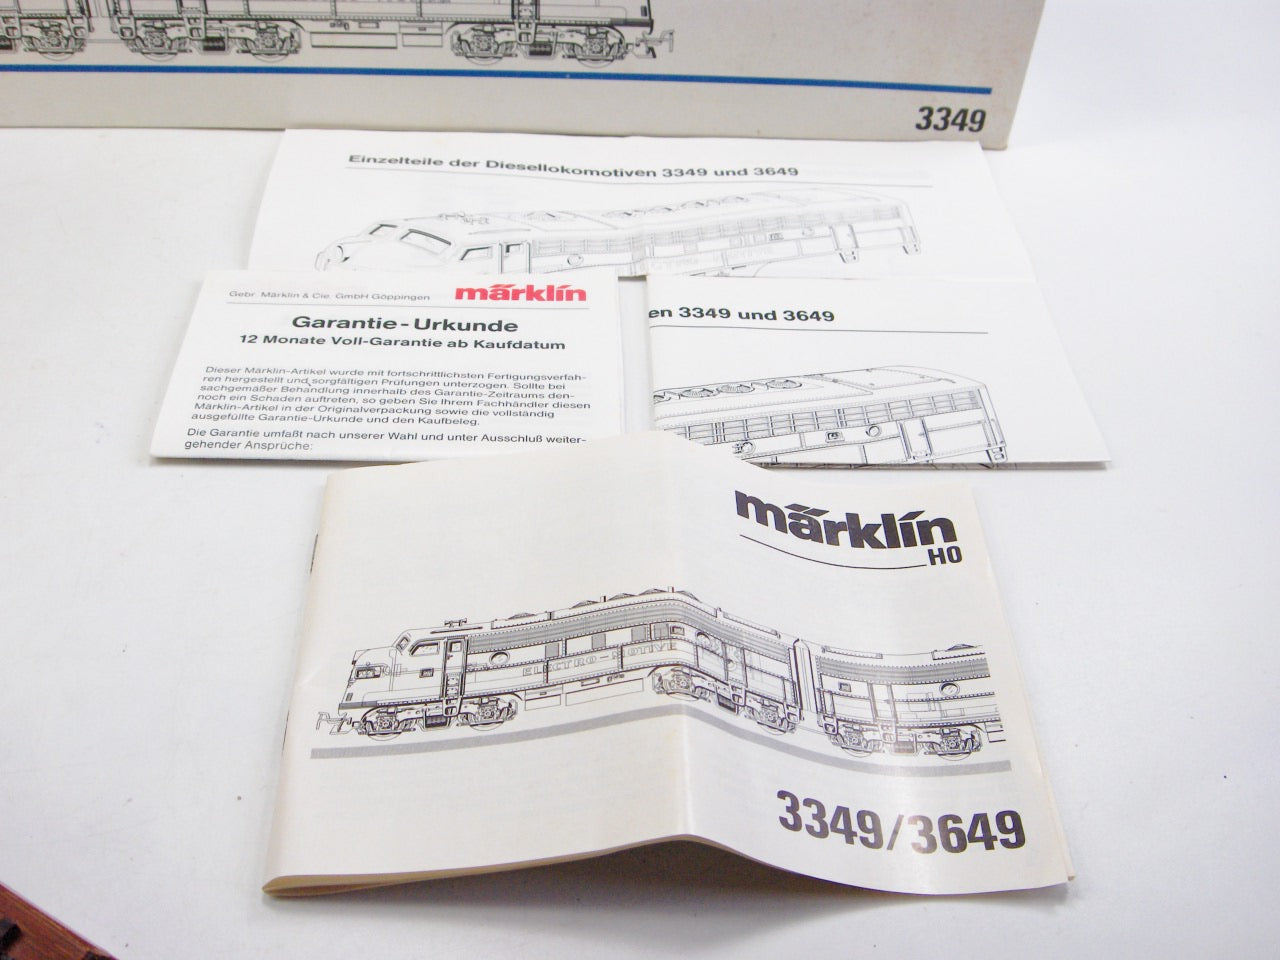 3349
Einzelteile der Diesellokomotiven 3349 und 3649
Gebr Märklin & Cie. GmbH Göppingen
märklin
Garantie-Urkunde
12 Monate Voll-Garantie ab Kaufdatum
Dieser Märklin-Artikel wurde mit fortschrittlichsten Fertigungsverfah-
ren hergestellt und sorgfältigen Prüfungen unterzogen. Sollte bei
sachgemäßer Behandlung innerhalb des Garantie-Zeitraums den-
noch ein Schaden auftreten, so geben Sie Ihrem Fachhändler diesen
Märklin-Artikel in der Originalverpackung sowie die vollständig
ausgefüllte Garantie-Urkunde und den Kaufbeleg.
Die Garantie umfaßt nach unserer Wahl und unter Ausschluß weiter-
gehender Ansprüche:
en 3349 und 3649
märklin
H0
ELECTRO-MOTIVE
3349/3649